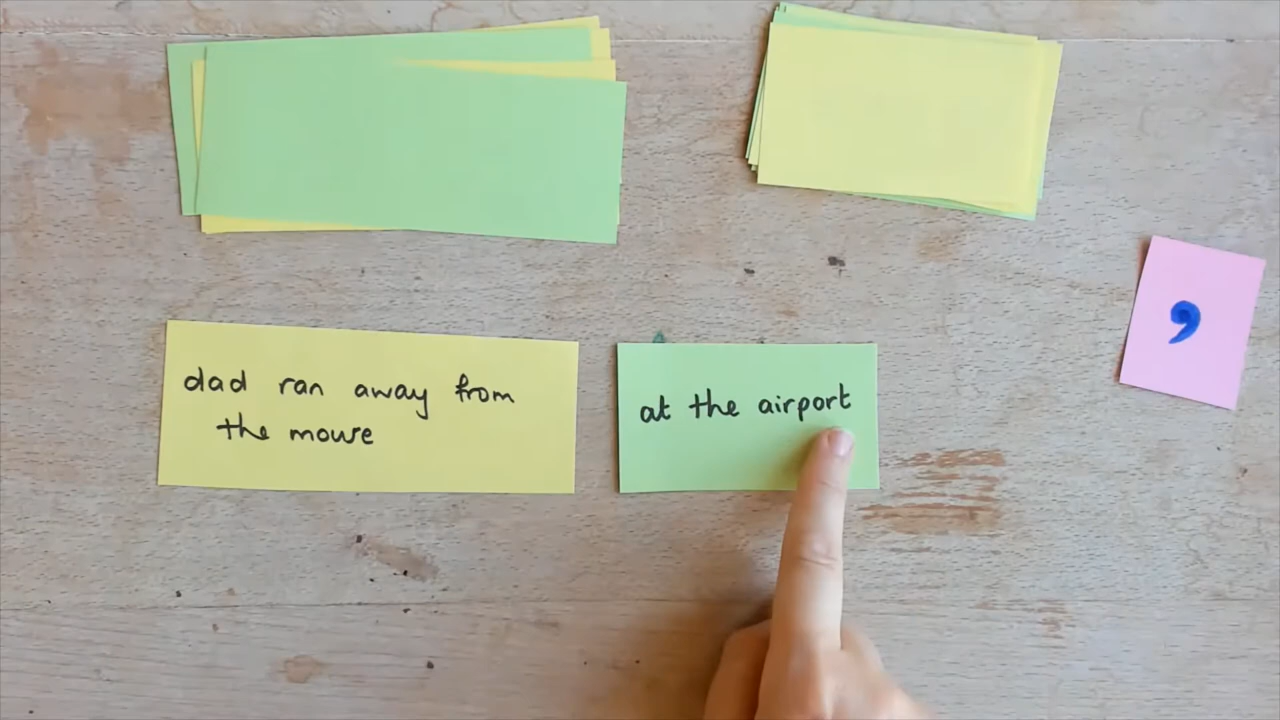 dad ran away from
the mouse
at the airport
,